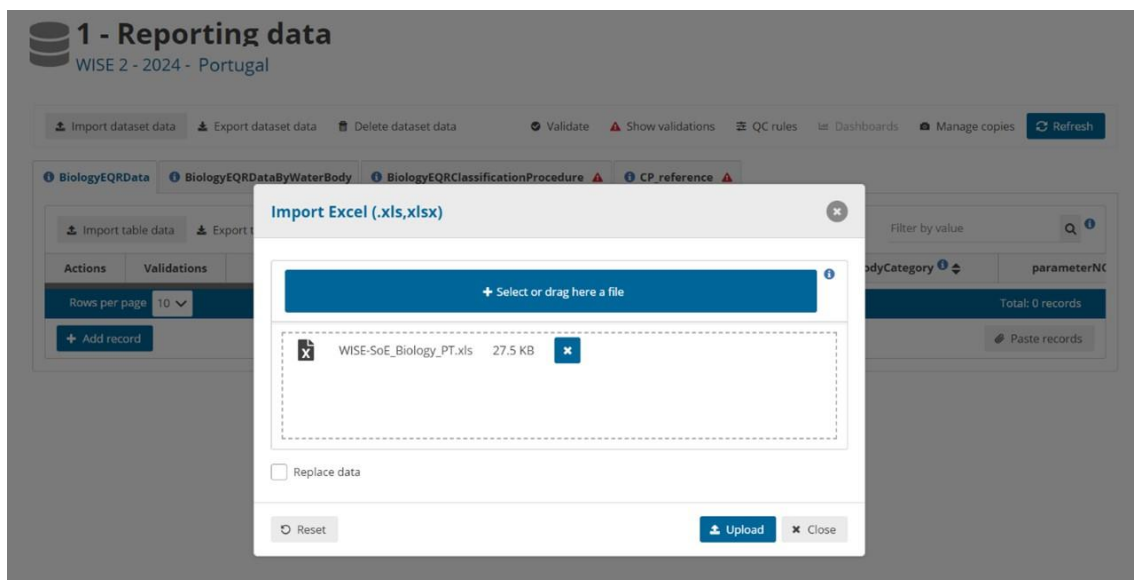 1 - Reporting data
WISE 2 - 2024 - Portugal
Import dataset data Export dataset data Delete dataset data Validate Show validations QC rules Dashboards Manage copies Refresh
BiologyEQRData BiologyEQRDataByWaterBody BiologyEQRClassificationProcedure CP_reference
Import Excel (.xls,xlsx)
Import table data Export t Filter by value
Actions Validations odyCategory parameterNC
+ Select or drag here a file
Rows per page 10 Total: 0 records
+ Add record Paste records
WISE-SoE_Biology_PT.xls 27.5 KB
Replace data
Reset Upload Close